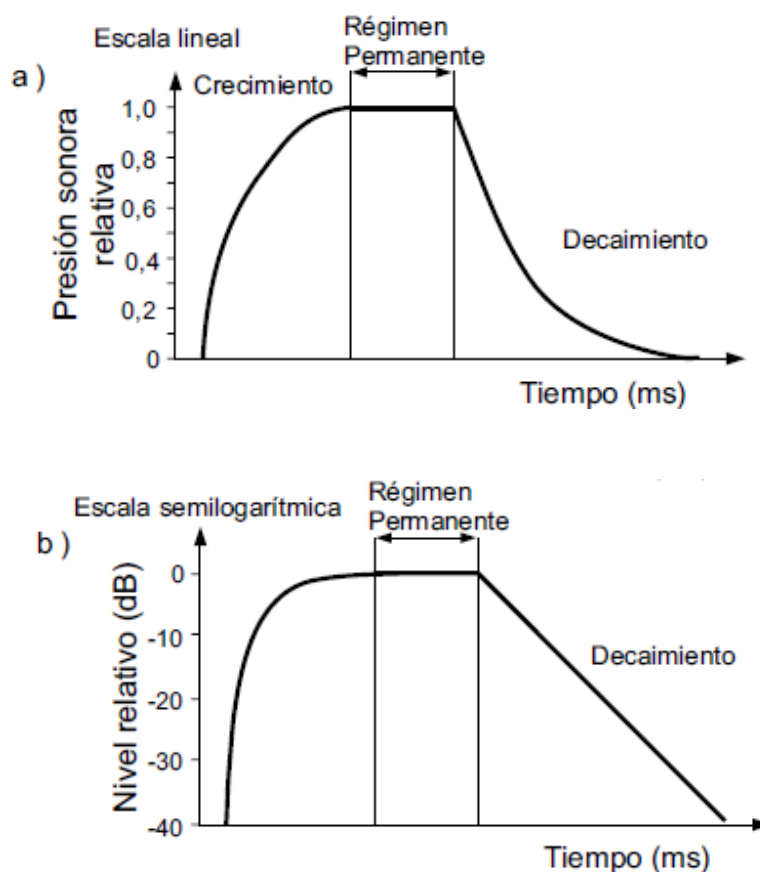 Escala lineal
Régimen
Permanente
a )
Crecimiento
1,0
0,8
0,6
0,4
0,2
0
Presión sonora
relativa
Decaimiento
Tiempo (ms)
Escala semilogarítmica
Régimen
Permanente
b )
0
-10
-20
-30
-40
Nivel relativo (dB)
Decaimiento
Tiempo (ms)